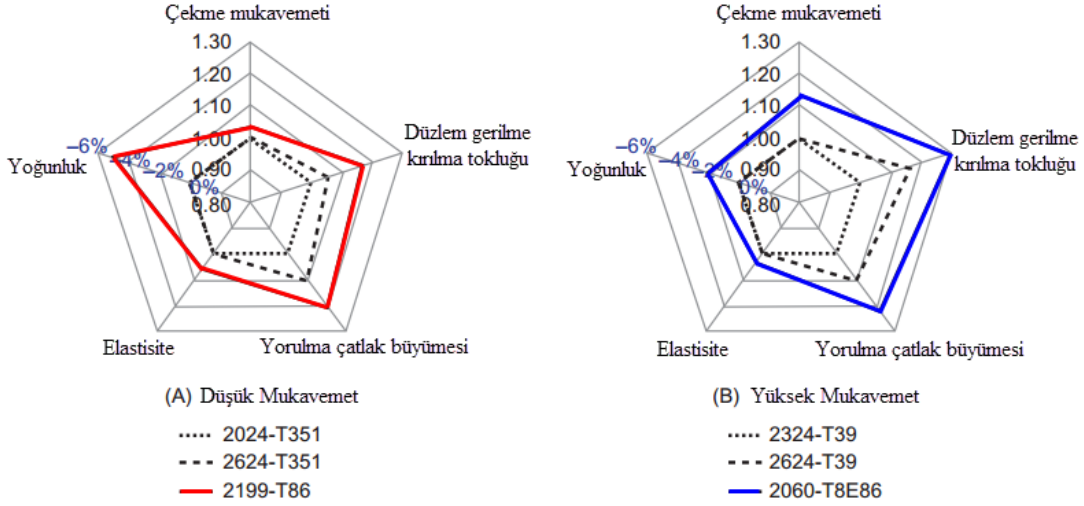 Çekme mukavemeti
1.30
1.20
1.10
1.00
0.90
0.80
–6%
–4%
–2%
0%
Yoğunluk
Düzlem gerilme
kırılma tokluğu
Elastisite
Yorulma çatlak büyümesi
(A) Düşük Mukavemet
2024-T351
2624-T351
2199-T86
Çekme mukavemeti
1.30
1.20
1.10
1.00
0.90
0.80
–6%
–4%
–2%
0%
Yoğunluk
Düzlem gerilme
kırılma tokluğu
Elastisite
Yorulma çatlak büyümesi
(B) Yüksek Mukavemet
2324-T39
2624-T39
2060-T8E86